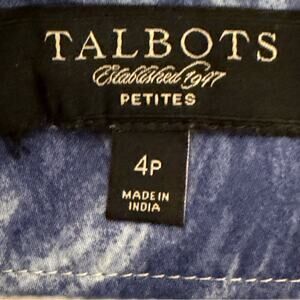 TALBOTS
Established 1947
PETITES
4P
MADE IN
INDIA